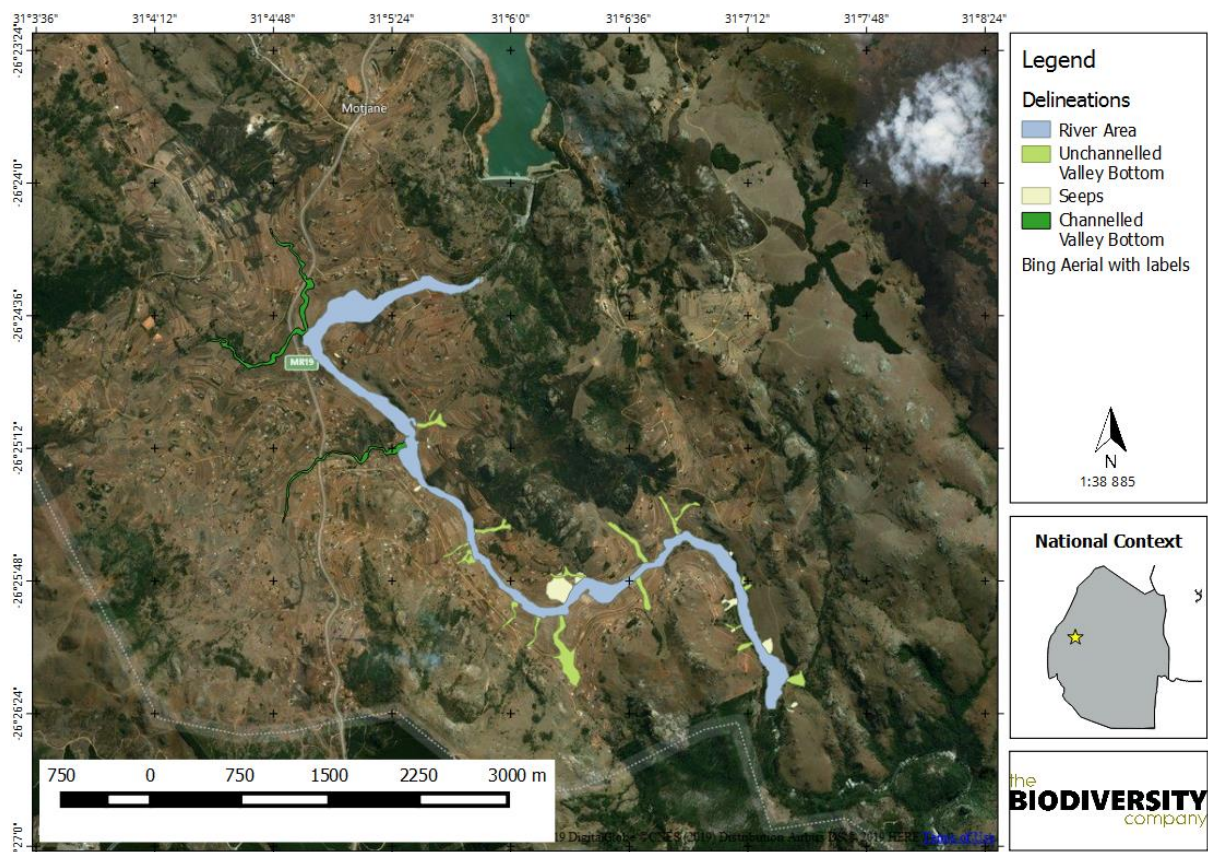 31°3'36" 31°4'12" 31°4'48" 31°5'24" 31°6'0" 31°6'36" 31°7'12" 31°7'48" 31°8'24"
-26°23'24"
-26°24'0"
-26°24'36"
-26°25'12"
-26°25'48"
-26°26'24"
-26°27'0"
Motjane
MR19
750 0 750 1500 2250 3000 m
Terms of Use
Legend
Delineations
River Area
Unchannelled
Valley Bottom
Seeps
Channelled
Valley Bottom
Bing Aerial with labels
N
1:38 885
National Context
the
BIODIVERSITY
company